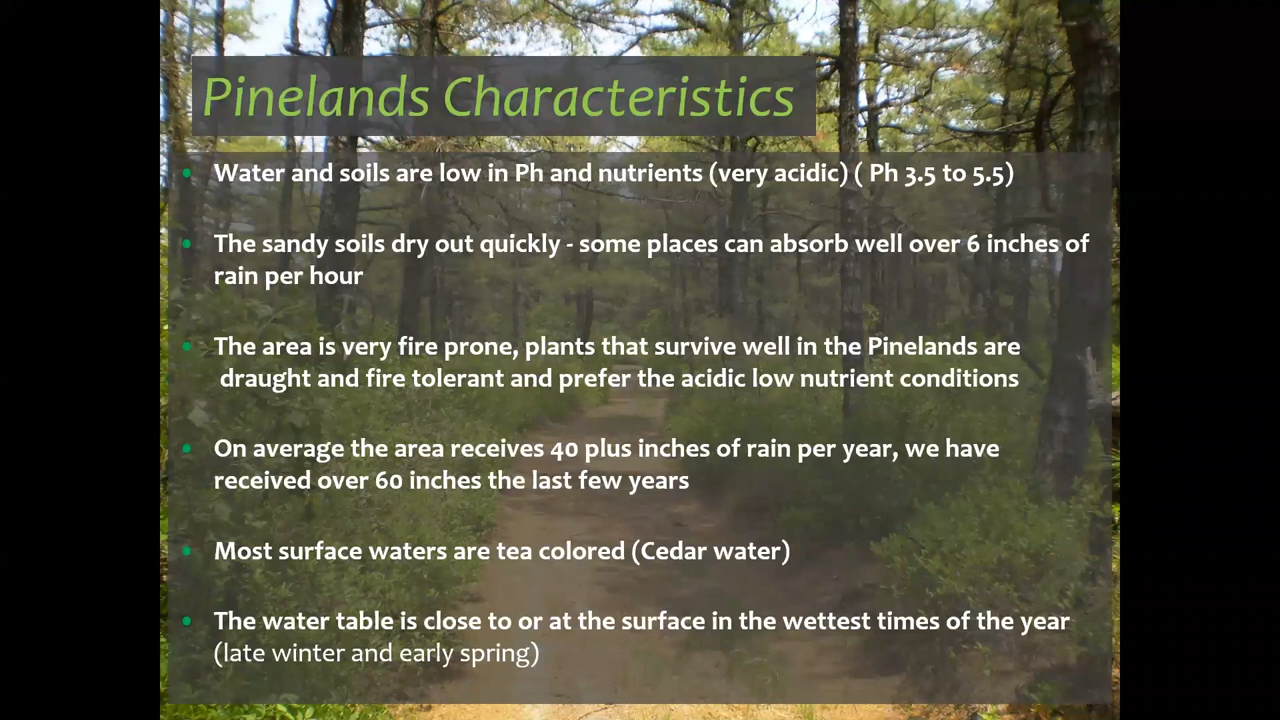 Pinelands Characteristics
• Water and soils are low in Ph and nutrients (very acidic) ( Ph 3.5 to 5.5)
• The sandy soils dry out quickly - some places can absorb well over 6 inches of
rain per hour
• The area is very fire prone, plants that survive well in the Pinelands are
draught and fire tolerant and prefer the acidic low nutrient conditions
• On average the area receives 40 plus inches of rain per year, we have
received over 60 inches the last few years
• Most surface waters are tea colored (Cedar water)
• The water table is close to or at the surface in the wettest times of the year
(late winter and early spring)